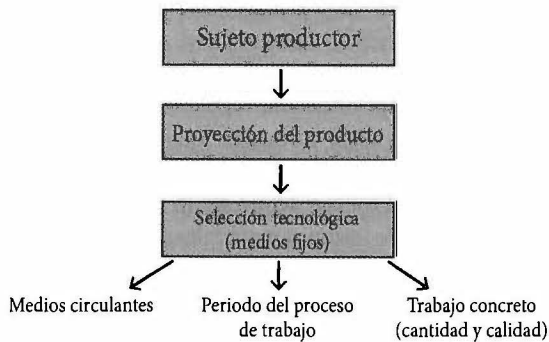 Sujeto productor
Proyección del producto
Selección tecnológica
(medios fijos)
Medios circulantes
Periodo del proceso
de trabajo
Trabajo concreto
(cantidad y calidad)